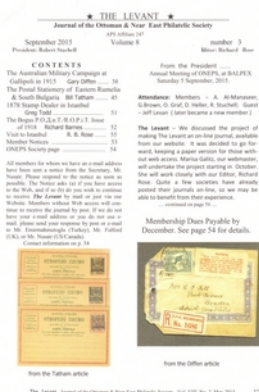 ★ THE LEVANT ★
Journal of the Ottoman & Near East Philatelic Society
APS Affiliate 247
September 2015 Volume 8 number 3
President: Robert Stuchell Editor: Richard Rose
CONTENTS
The Australian Military Campaign at
Gallipoli in 1915 Gary Diffen ...... 38
The Postal Stationery of Eastern Rumelia
& South Bulgaria Bill Tatham ...... 45
1878 Stamp Dealer in Istanbul
Greg Todd ................ 51
The Bogus Р.О.Д.и Т./R.O.P.i.T. Issue
of 1918 Richard Barnes ......... 52
Visit to Istanbul R. B. Rose ....... 55
Member Notices ................ 53
ONEPS Society page ............... 54
All members for whom we have an e-mail address
have been sent a notice from the Secretary, Mr.
Nusair. Please respond to the notice as soon as
possible. The Notice asks (a) if you have access
to the Web, and if so (b) do you wish to continue
to receive The Levant by mail or just via our
Website. Members without Web access will con-
tinue to receive the journal by post. If we do not
have your e-mail address or you do not use e-
mail, please send your response by post or e-mail
to Mr. (Turkey), Mr. Fulford
(UK), or Mr. Nusair (US/Canada).
Contact information on p. 54
from the Tatham article
From the President ......
Annual Meeting of ONEPS, at BALPEX
Saturday 5 September, 2015.
Attendance: Members – A. Al-Manaseer,
G.Brown, O. Graf, D. Heller, R. Stuchell; Guest
- Jeff Levan ( later became a new member )
The Levant – We discussed the project of
making The Levant an on-line journal, available
from our website. It was decided to go for-
ward, keeping a paper version for those with-
out web access. Marisa Galitz, our webmaster,
will undertake the project starting in October.
She will work closely with our Editor, Richard
Rose. Quite a few societies have already
posted their journals on-line, so we may be
able to benefit from their experience.
... continued on page 59 ...
Membership Dues Payable by
December. See page 54 for details.
from the Diffen article